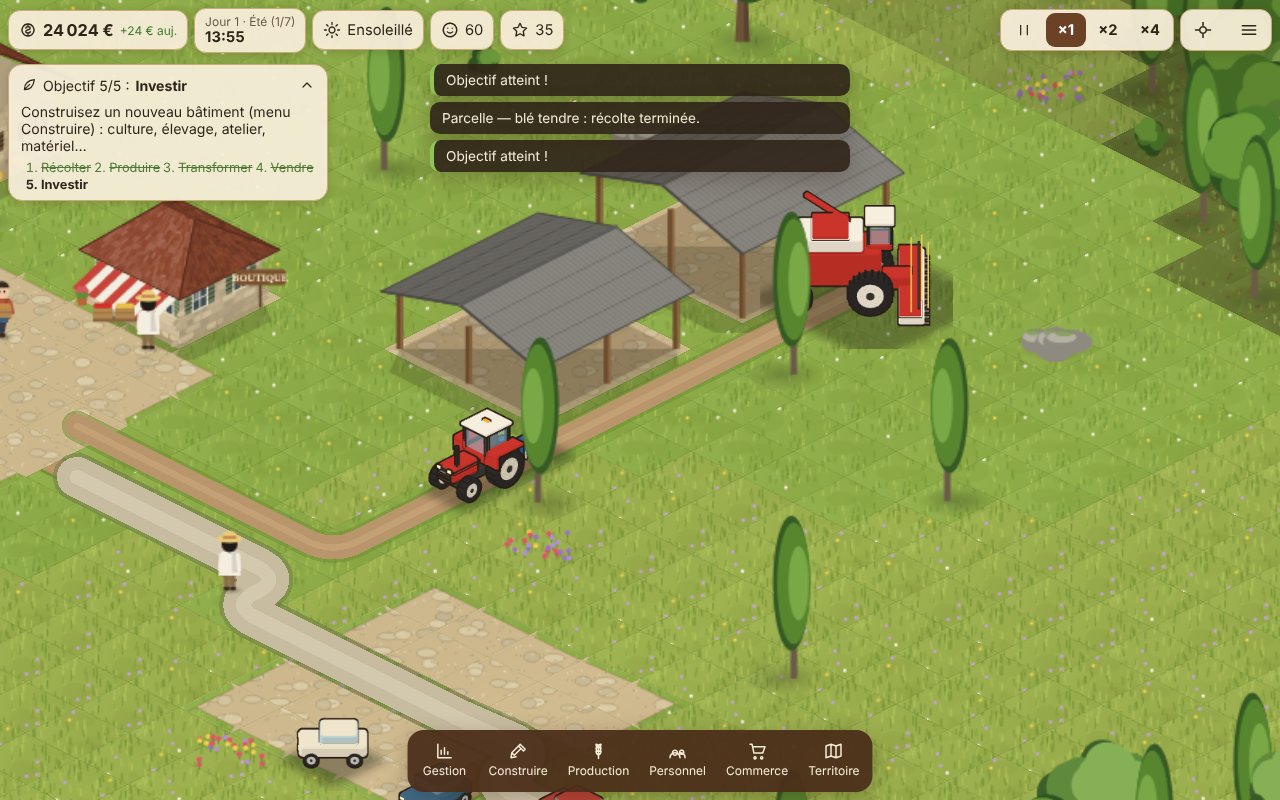 24 024 € +24 € auj.
Jour 1 · Été (1/7)
13:55
Ensoleillé
60
35
×1
×2
×4
Objectif 5/5 : Investir
Construisez un nouveau bâtiment (menu
Construire) : culture, élevage, atelier,
matériel…
1. Récolter 2. Produire 3. Transformer 4. Vendre
5. Investir
Objectif atteint !
Parcelle — blé tendre : récolte terminée.
Objectif atteint !
BOUTIQUE
Gestion
Construire
Production
Personnel
Commerce
Territoire